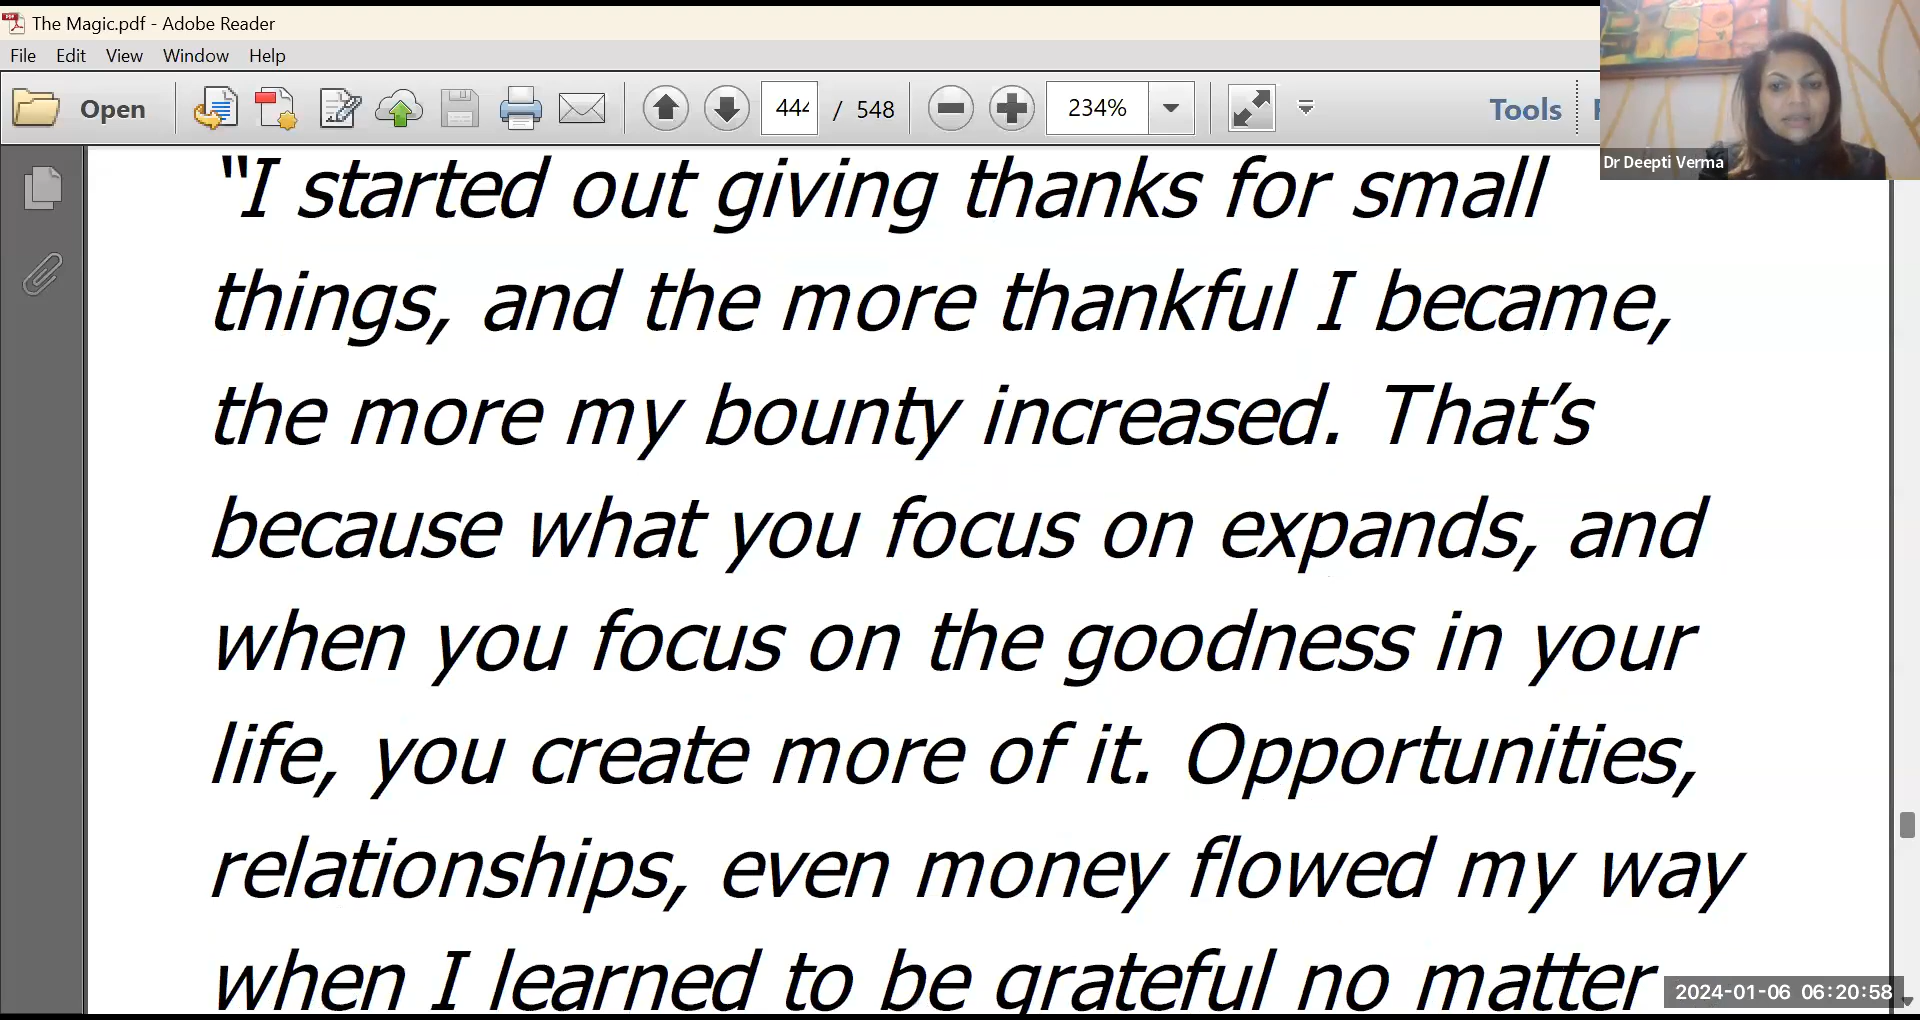 The Magic.pdf - Adobe Reader
File Edit View Window Help
Open 444 / 548 234% Tools
Dr Deepti Verma
“I started out giving thanks for small
things, and the more thankful I became,
the more my bounty increased. That’s
because what you focus on expands, and
when you focus on the goodness in your
life, you create more of it. Opportunities,
relationships, even money flowed my way
when I learned to be grateful no matter
2024-01-06 06:20:58